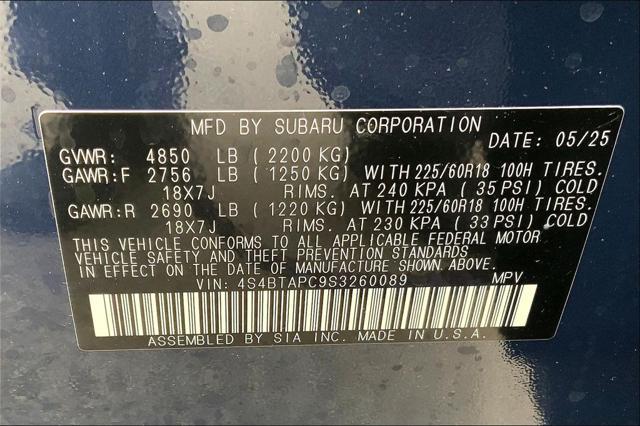 MFD BY SUBARU CORPORATION DATE: 05/25
GVWR: 4850 LB (2200 KG)
GAWR:F 2756 LB (1250 KG) WITH 225/60R18 100H TIRES.
18X7J RIMS. AT 240 KPA (35 PSI) COLD
GAWR:R 2690 LB (1220 KG) WITH 225/60R18 100H TIRES.
18X7J RIMS. AT 230 KPA (33 PSI) COLD.
THIS VEHICLE CONFORMS TO ALL APPLICABLE FEDERAL MOTOR
VEHICLE SAFETY AND THEFT PREVENTION STANDARDS
IN EFFECT ON THE DATE OF MANUFACTURE SHOWN ABOVE.
VIN: 4S4BTAPC9S3260089 MPV
ASSEMBLED BY SIA INC. MADE IN U.S.A.